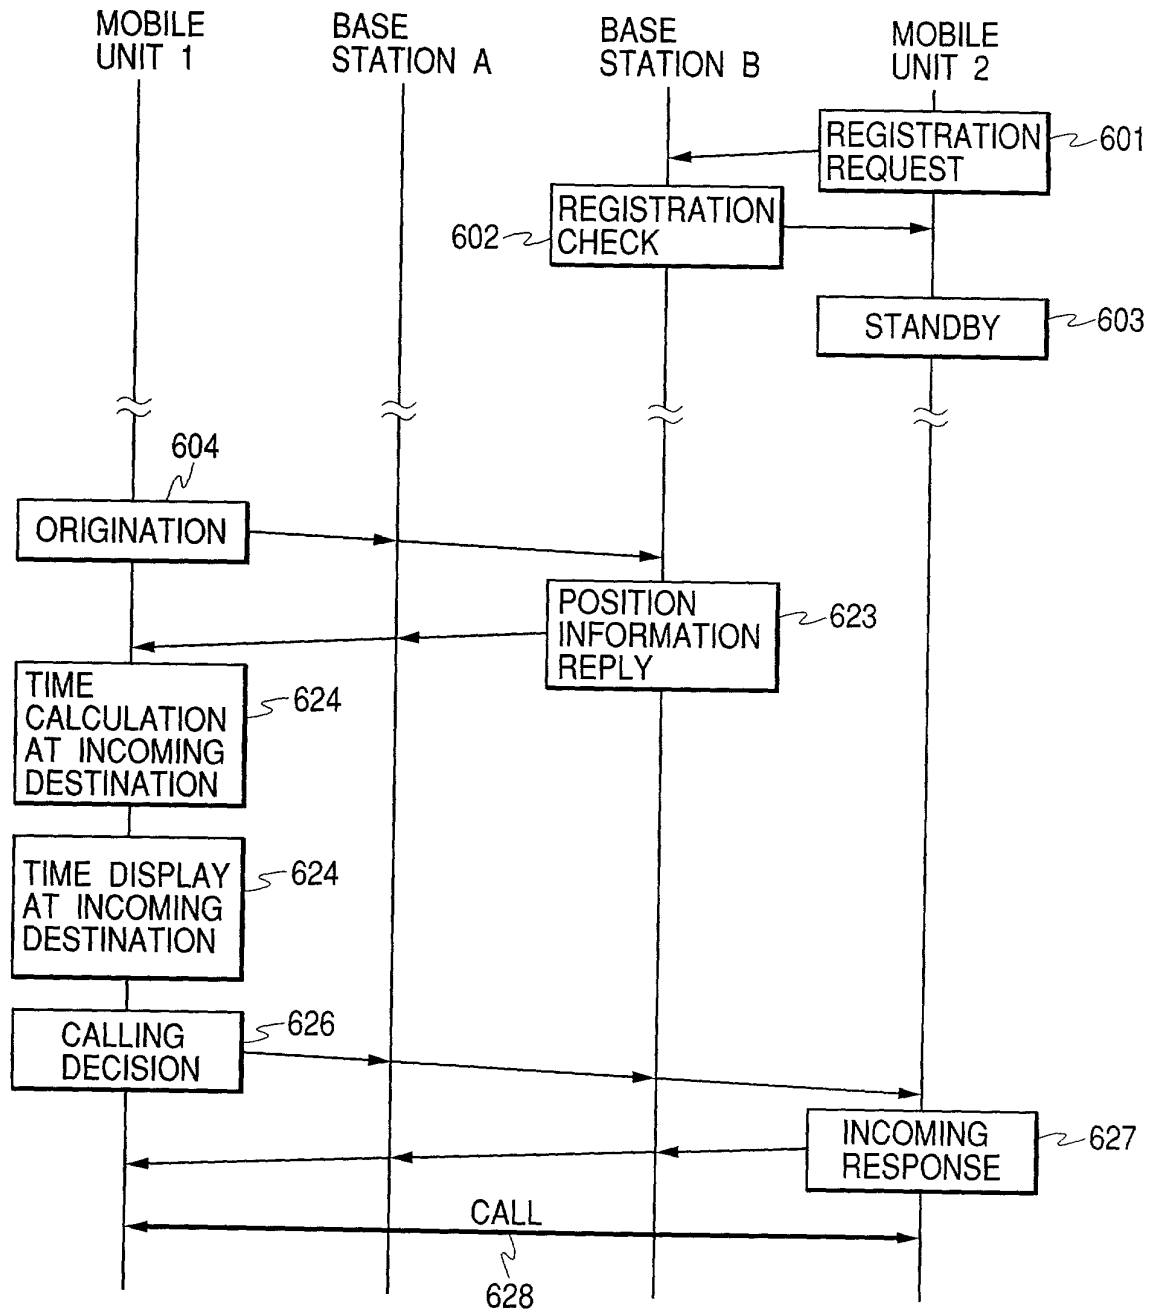 MOBILE
UNIT 1
BASE
STATION A
BASE
STATION B
MOBILE
UNIT 2
REGISTRATION
REQUEST
601
REGISTRATION
CHECK
602
STANDBY
603
604
ORIGINATION
POSITION
INFORMATION
REPLY
623
TIME
CALCULATION
AT INCOMING
DESTINATION
624
TIME DISPLAY
AT INCOMING
DESTINATION
624
CALLING
DECISION
626
INCOMING
RESPONSE
627
CALL
628